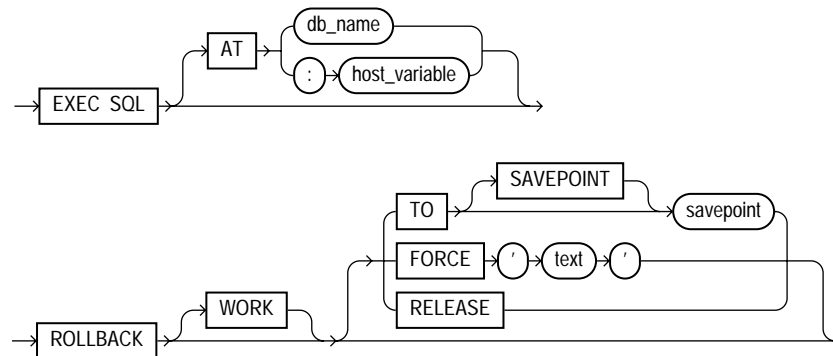 db_name
AT
: host_variable
EXEC SQL
SAVEPOINT
TO savepoint
FORCE ' text '
RELEASE
WORK
ROLLBACK